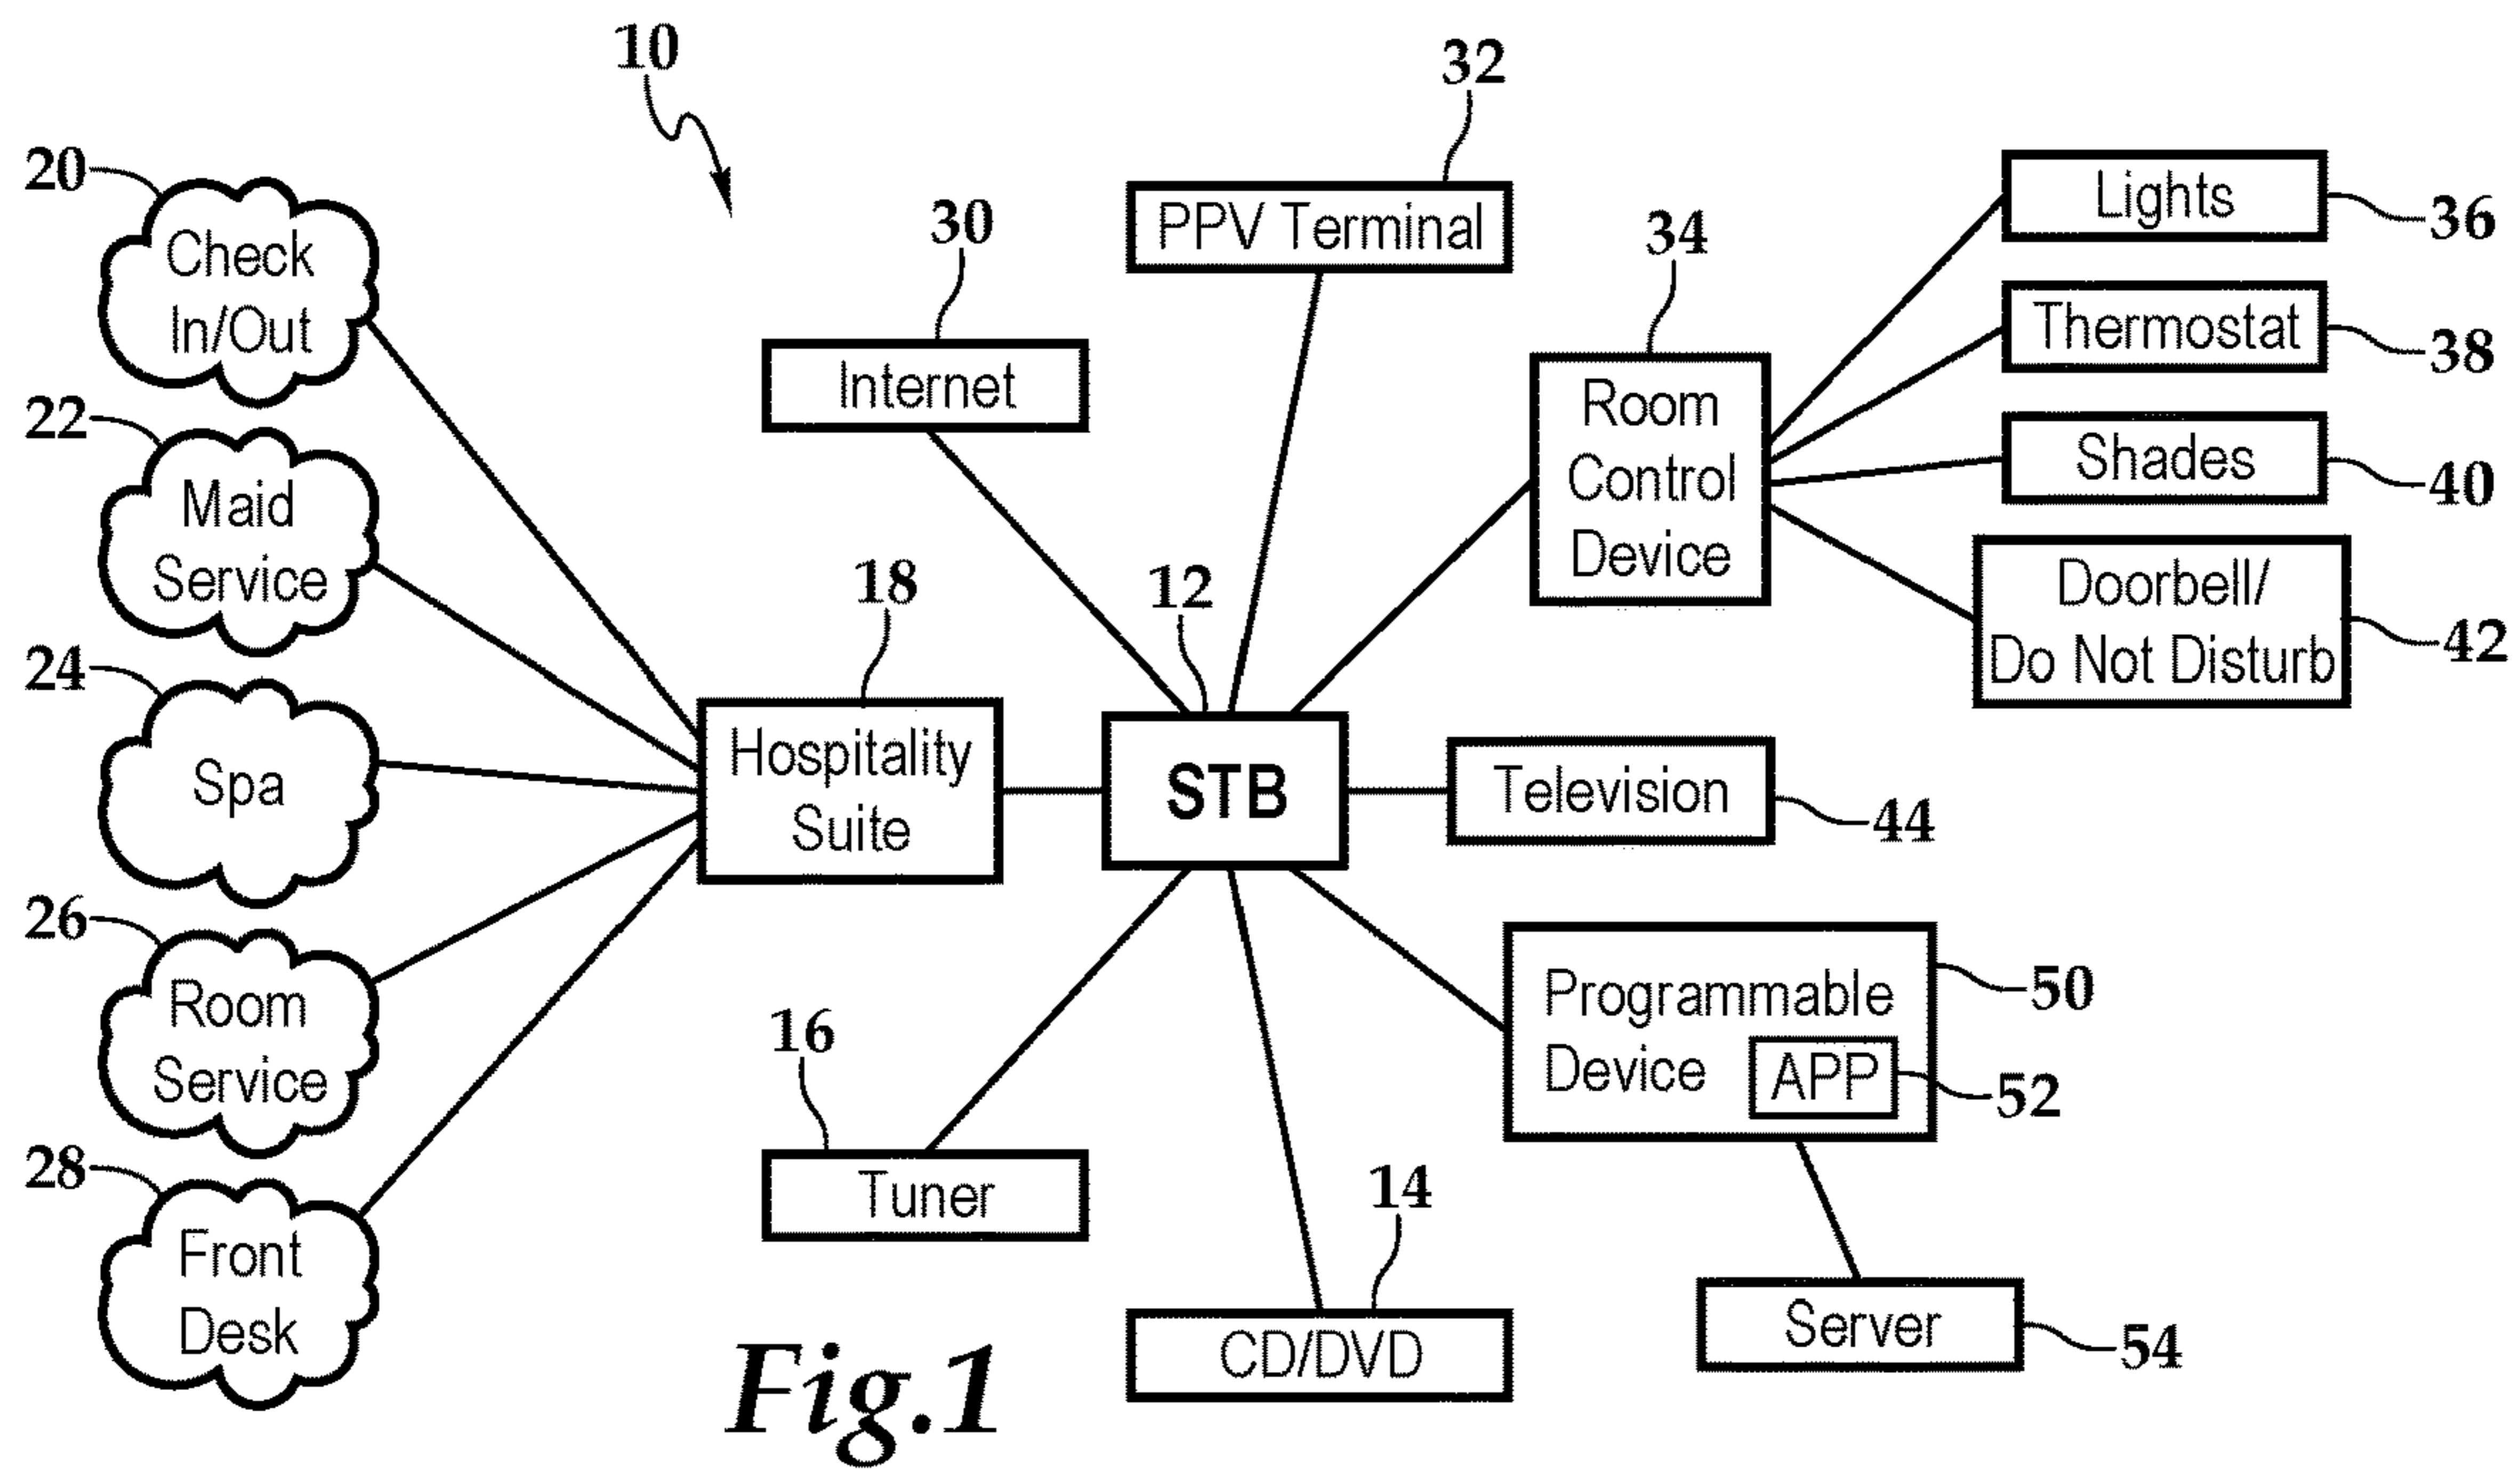 10
32
20
Check
In/Out
30
Internet
PPV Terminal
34
Room
Control
Device
Lights
36
Thermostat
38
Shades
40
Doorbell/
Do Not Disturb
42
22
Maid
Service
18
Hospitality
Suite
12
STB
Television
44
24
Spa
26
Room
Service
Programmable
Device
APP
50
52
16
Tuner
14
CD/DVD
Server
54
28
Front
Desk
Fig.1